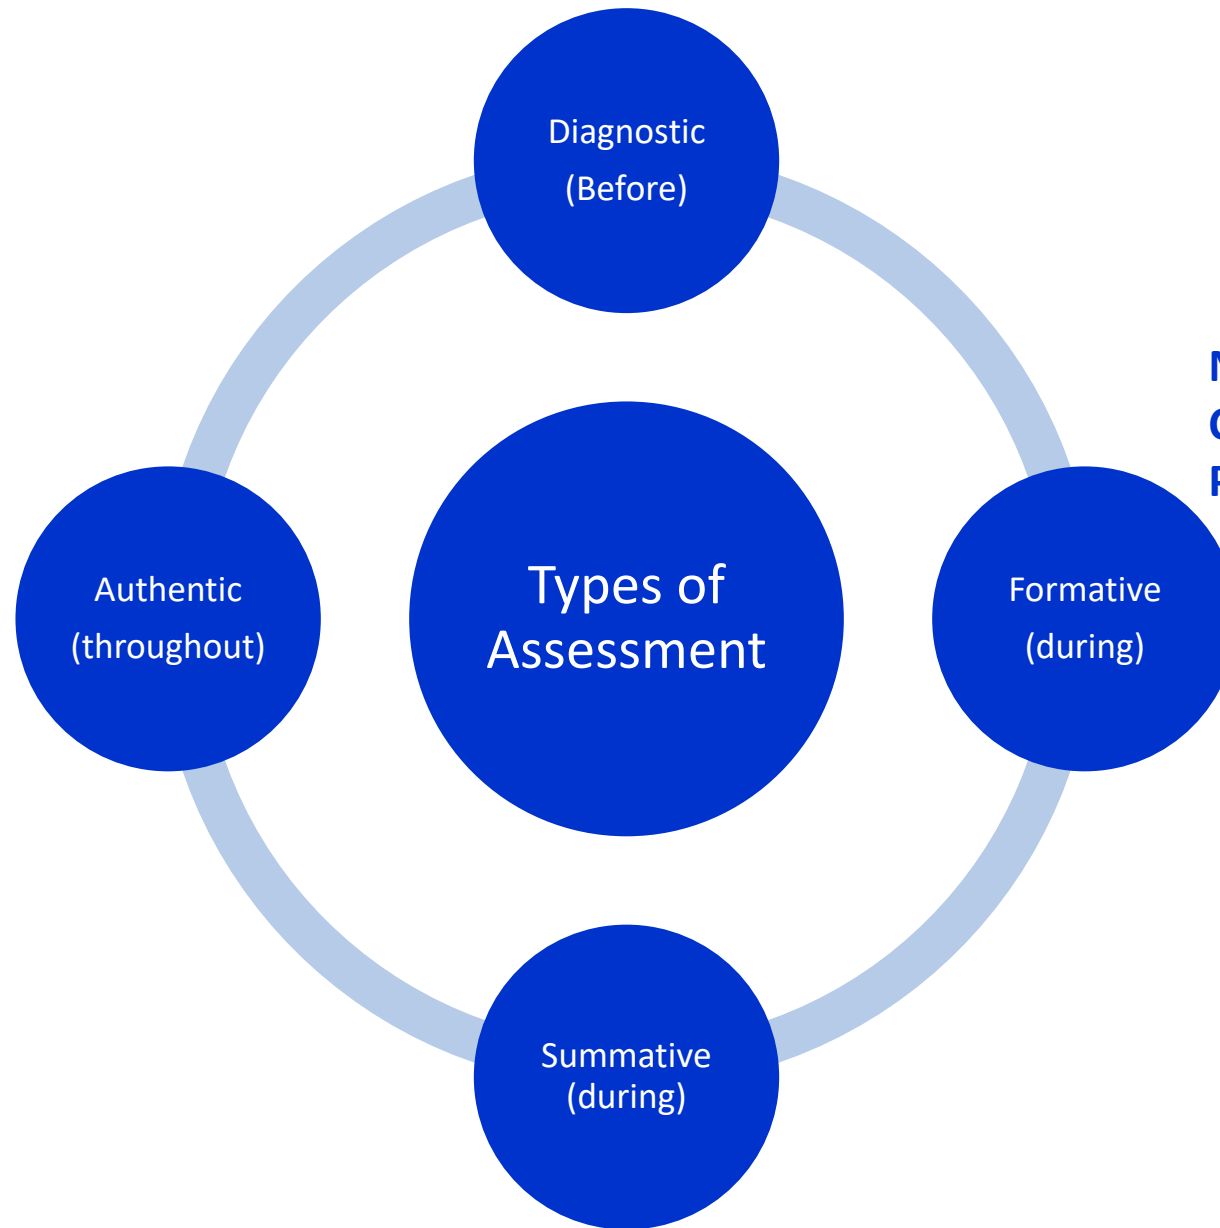 Diagnostic
(Before)
Authentic
(throughout)
Types of
Assessment
Formative
(during)
Summative
(during)